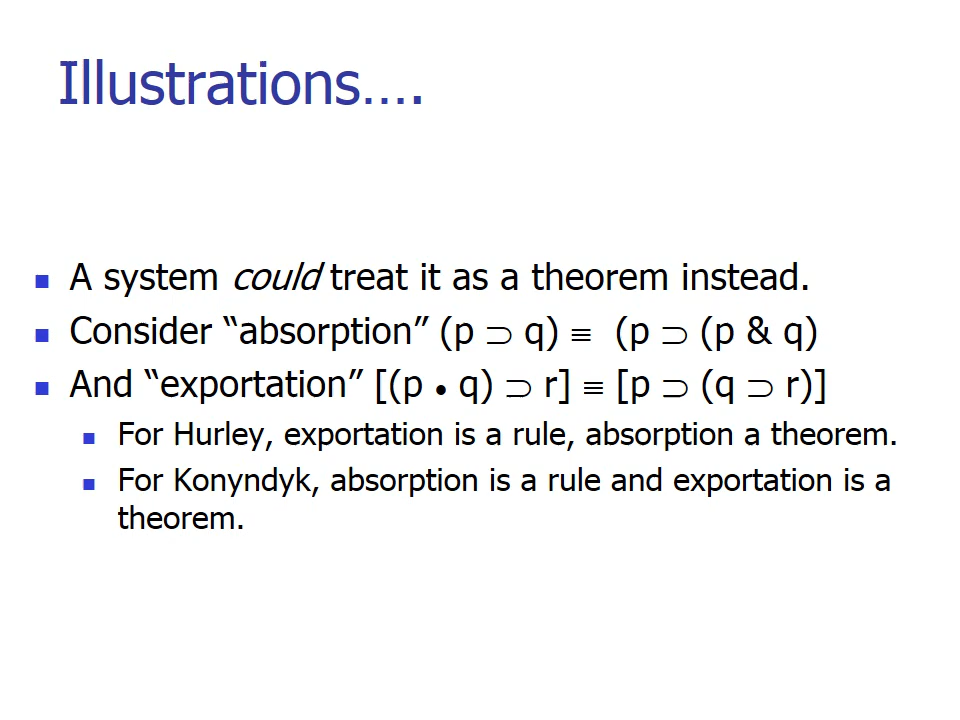 Illustrations….
■ A system could treat it as a theorem instead.
■ Consider “absorption” (p ⊃ q) ≡ (p ⊃ (p & q)
■ And “exportation” [(p • q) ⊃ r] ≡ [p ⊃ (q ⊃ r)]
■ For Hurley, exportation is a rule, absorption a theorem.
■ For Konyndyk, absorption is a rule and exportation is a
theorem.